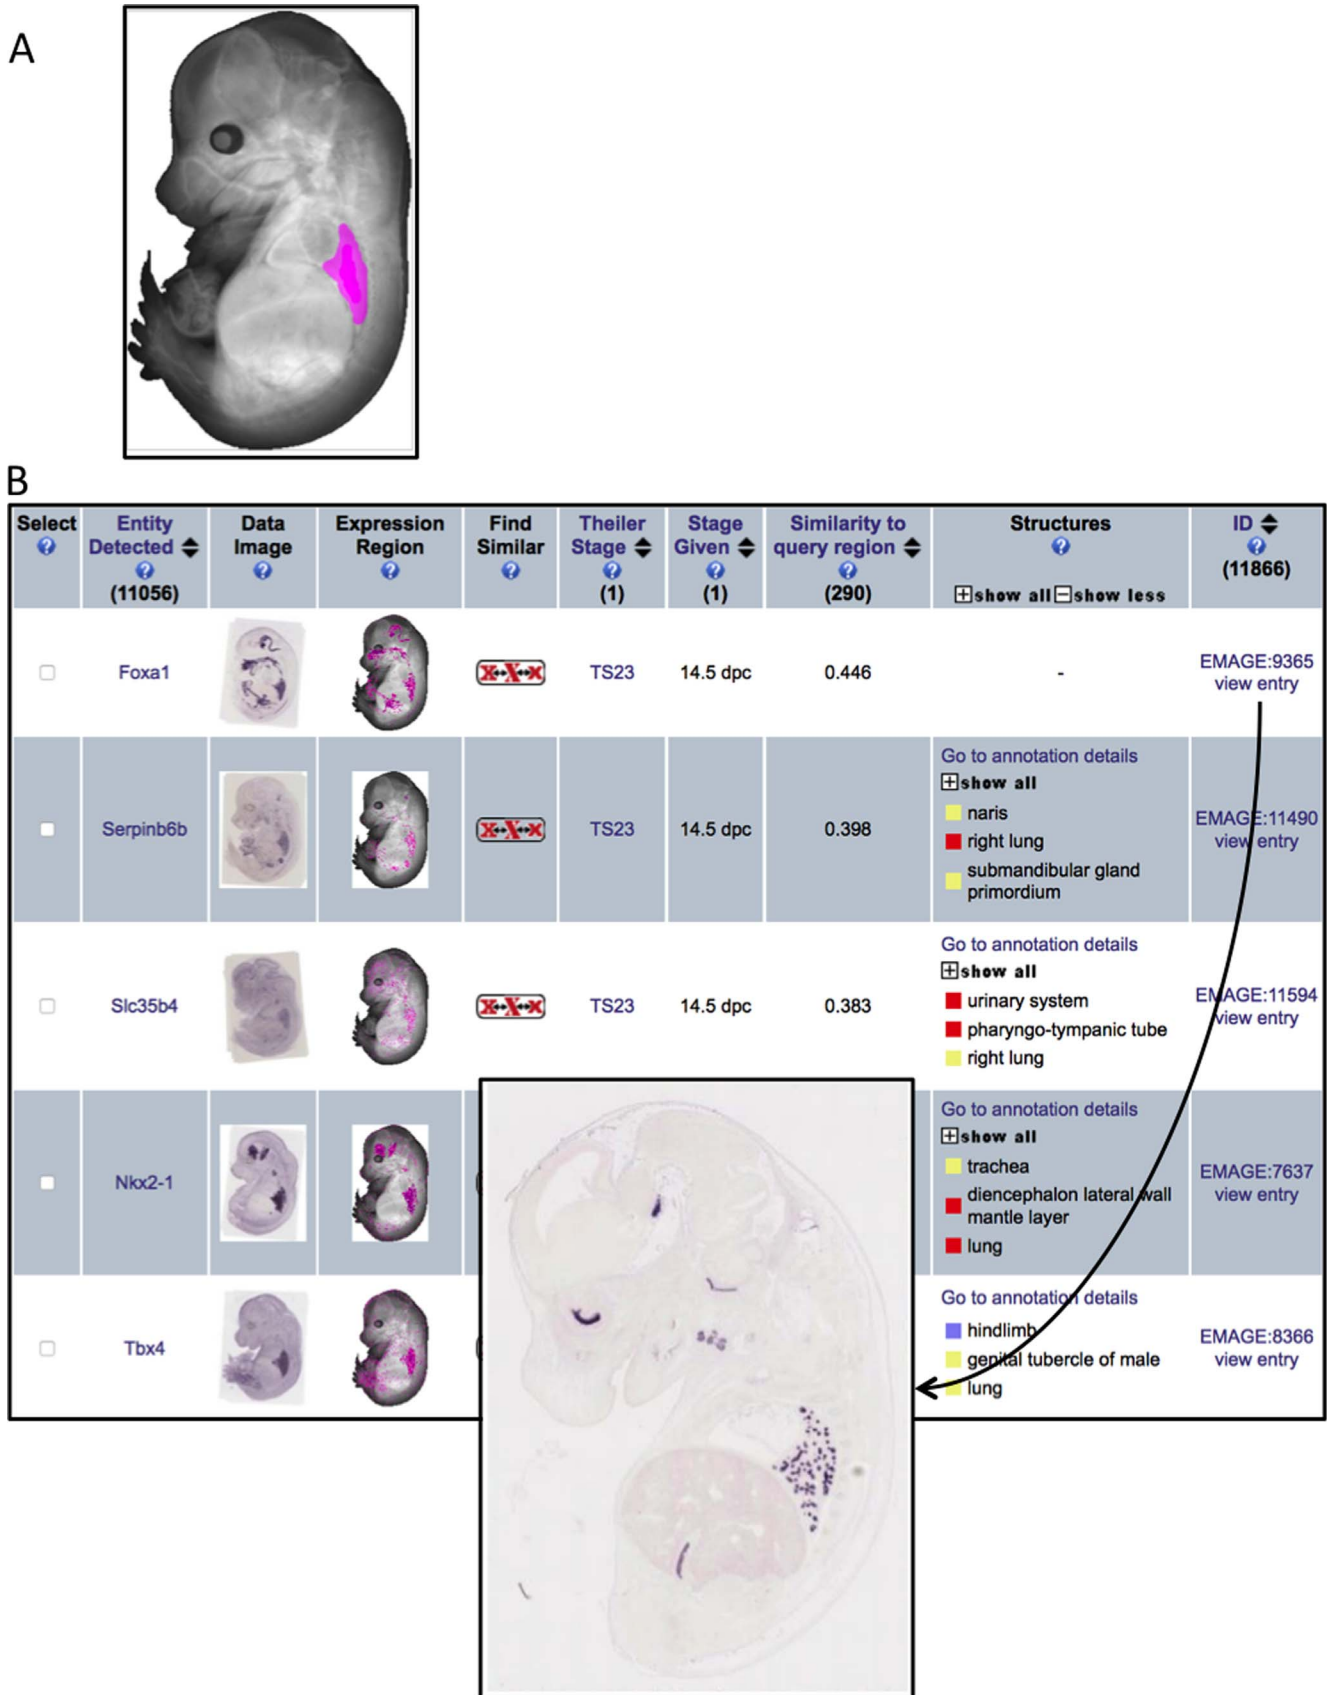 A
B
Select
Entity
Detected
(11056)
Data
Image
Expression
Region
Find
Similar
Theiler
Stage
(1)
Stage
Given
(1)
Similarity to
query region
(290)
Structures
show all show less
ID
(11866)
Foxa1
X X X
TS23
14.5 dpc
0.446
-
EMAGE:9365
view entry
Serpinb6b
X X X
TS23
14.5 dpc
0.398
Go to annotation details
show all
naris
right lung
submandibular gland
primordium
EMAGE:11490
view entry
Slc35b4
X X X
TS23
14.5 dpc
0.383
Go to annotation details
show all
urinary system
pharyngo-tympanic tube
right lung
EMAGE:11594
view entry
Nkx2-1
Go to annotation details
show all
trachea
diencephalon lateral wall
mantle layer
lung
EMAGE:7637
view entry
Tbx4
Go to annotation details
hindlimb
genital tubercle of male
lung
EMAGE:8366
view entry